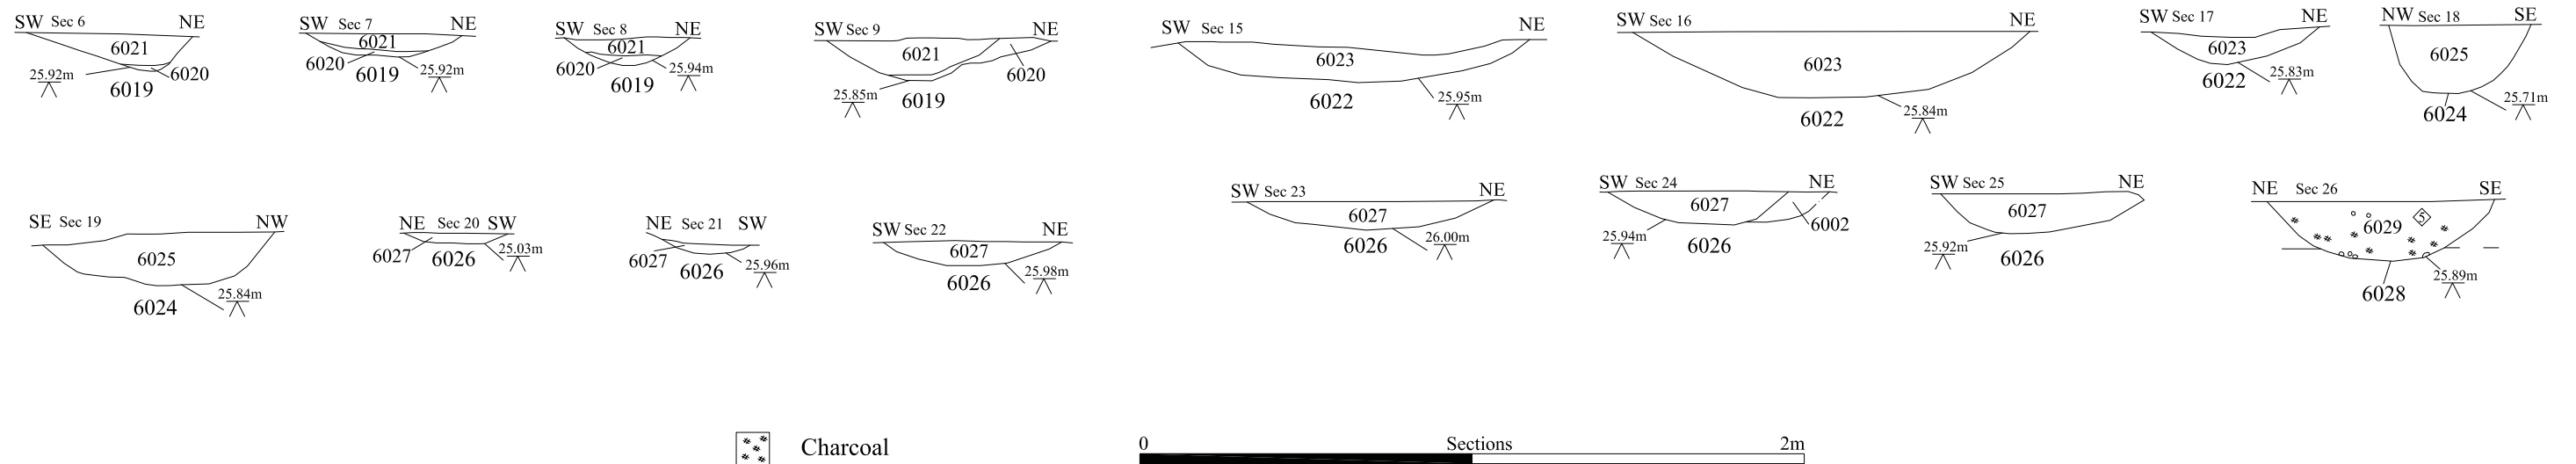 SW Sec 6 NE
6021
25.92m
6020
6019
SW Sec 7 NE
6021
6020
6019
25.92m
SW Sec 8 NE
6021
6020
25.94m
6019
SW Sec 9 NE
6021
6020
25.85m
6019
SW Sec 15 NE
6023
25.95m
6022
SW Sec 16 NE
6023
25.84m
6022
SW Sec 17 NE
6023
25.83m
6022
NW Sec 18 SE
6025
25.71m
6024
SE Sec 19 NW
6025
25.84m
6024
NE Sec 20 SW
6027 6026 25.03m
NE Sec 21 SW
6027 6026 25.96m
SW Sec 22 NE
6027
6026 25.98m
SW Sec 23 NE
6027
6026 26.00m
SW Sec 24 NE
6027
6002
25.94m
6026
SW Sec 25 NE
6027
25.92m
6026
NE Sec 26 SE
5
6029
25.89m
6028
Charcoal
0 Sections 2m